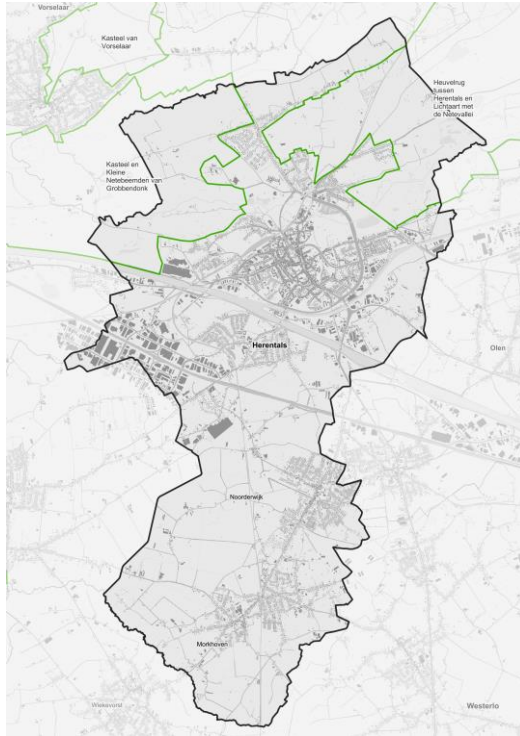 Vorselaar
Kasteel van
Vorselaar
Heuvelrug
tussen
Herentals en
Lichtaart met
de Netevallei
Kasteel en
Kleine
Netebeemden van
Grobbendonk
Herentals
Olen
Noorderwijk
Morkhoven
Wiekevorst
Westerlo